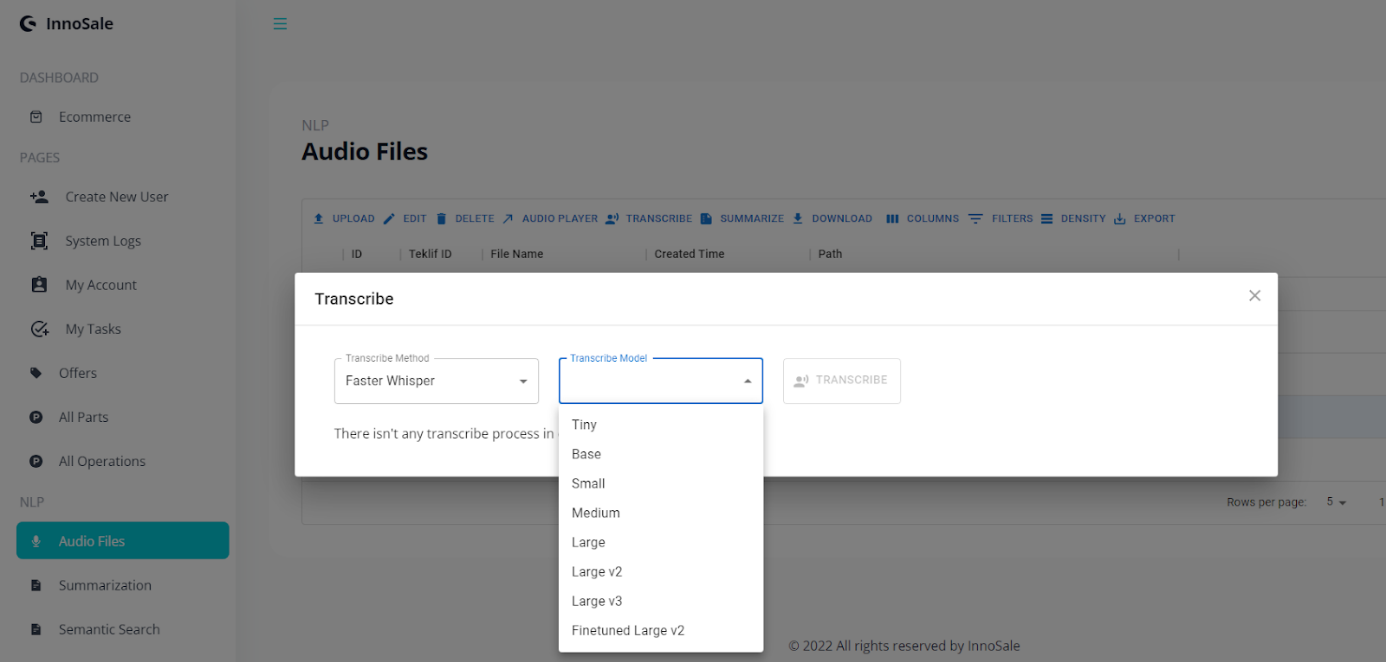 InnoSale
DASHBOARD
Ecommerce
PAGES
Create New User
System Logs
My Account
My Tasks
Offers
All Parts
All Operations
NLP
Audio Files
Summarization
Semantic Search
NLP
Audio Files
UPLOAD EDIT DELETE AUDIO PLAYER TRANSCRIBE SUMMARIZE DOWNLOAD COLUMNS FILTERS DENSITY EXPORT
ID Teklif ID File Name Created Time Path
Transcribe
Transcribe Method Transcribe Model
Faster Whisper TRANSCRIBE
There isn't any transcribe process in
Tiny
Base
Small
Medium
Large
Large v2
Large v3
Finetuned Large v2
Rows per page: 5 1
© 2022 All rights reserved by InnoSale